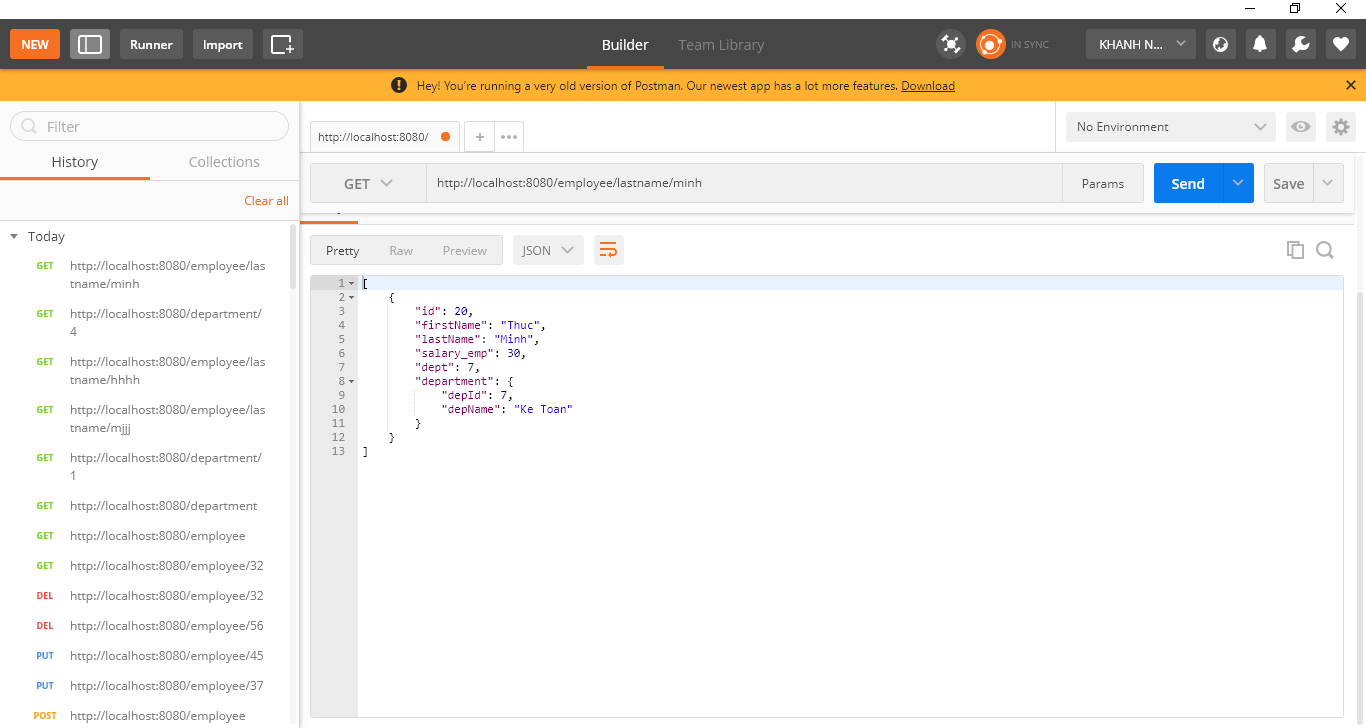 NEW
Runner
Import
Builder
Team Library
IN SYNC
KHANH N...
Hey! You're running a very old version of Postman. Our newest app has a lot more features. Download
Filter
History
Collections
Clear all
Today
GET http://localhost:8080/employee/las
tname/minh
GET http://localhost:8080/department/
4
GET http://localhost:8080/employee/las
tname/hhhh
GET http://localhost:8080/employee/las
tname/mjjj
GET http://localhost:8080/department/
1
GET http://localhost:8080/department
GET http://localhost:8080/employee
GET http://localhost:8080/employee/32
DEL http://localhost:8080/employee/32
DEL http://localhost:8080/employee/56
PUT http://localhost:8080/employee/45
PUT http://localhost:8080/employee/37
POST http://localhost:8080/employee
http://localhost:8080/
No Environment
GET
http://localhost:8080/employee/lastname/minh
Params
Send
Save
Pretty
Raw
Preview
JSON
1 [
2 {
3 "id": 20,
4 "firstName": "Thuc",
5 "lastName": "Minh",
6 "salary_emp": 30,
7 "dept": 7,
8 "department": {
9 "depId": 7,
10 "depName": "Ke Toan"
11 }
12 }
13 ]